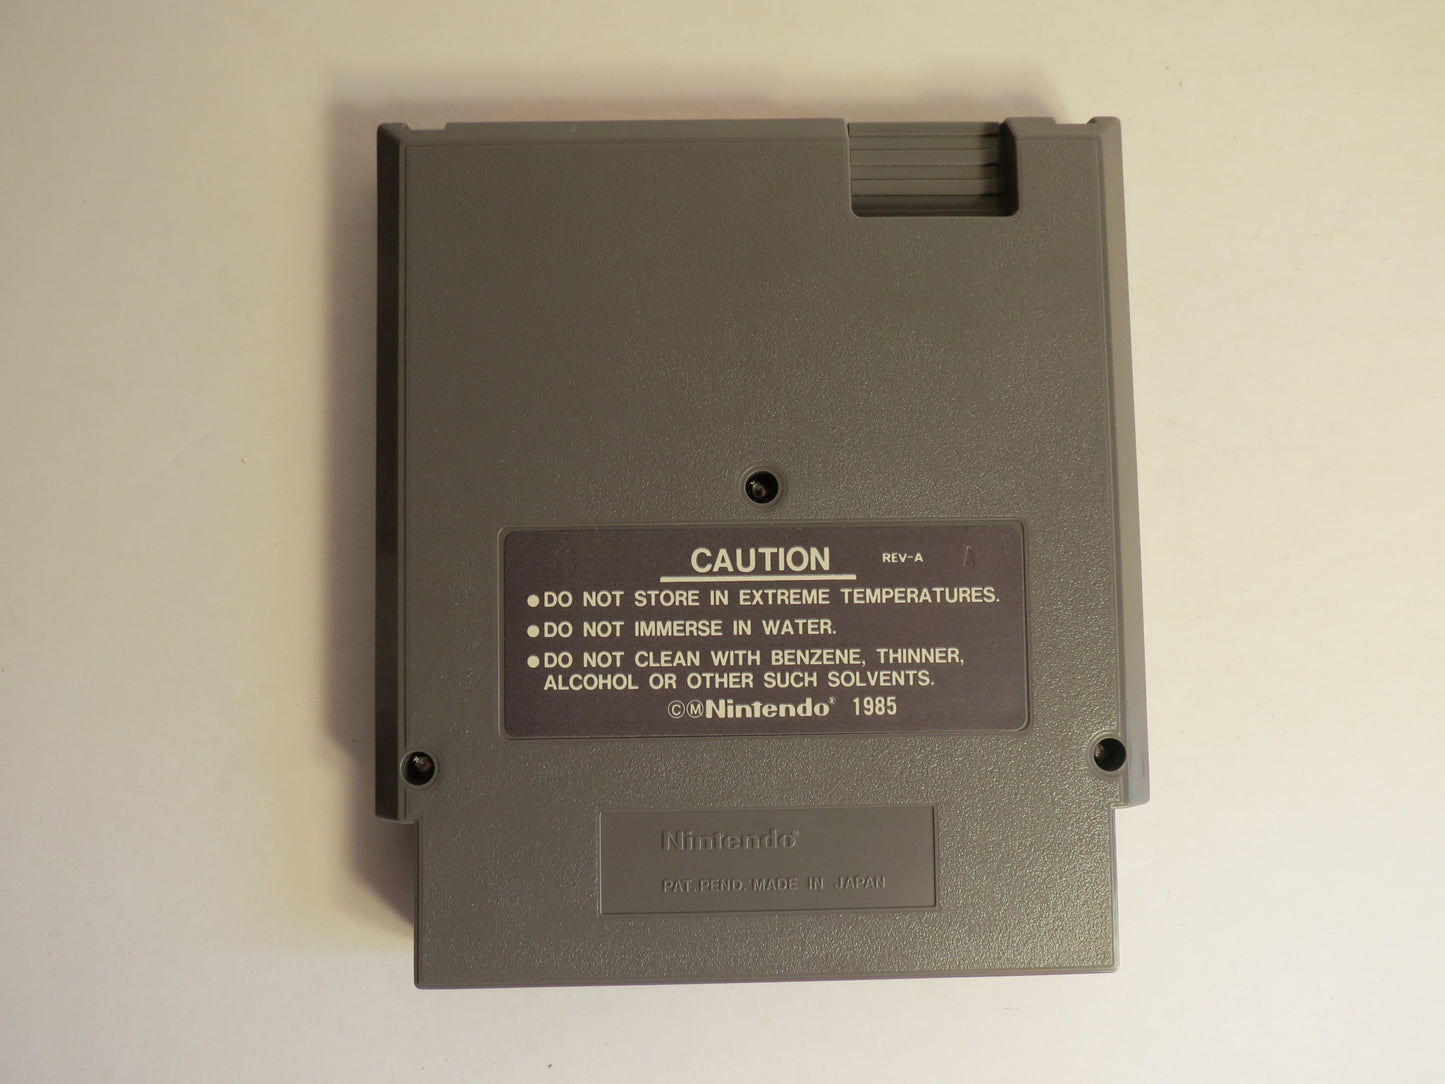 CAUTION REV-A A
●DO NOT STORE IN EXTREME TEMPERATURES.
●DO NOT IMMERSE IN WATER.
●DO NOT CLEAN WITH BENZENE, THINNER,
ALCOHOL OR OTHER SUCH SOLVENTS.
©ⓂNintendo® 1985
Nintendo®
PAT. PEND. MADE IN JAPAN